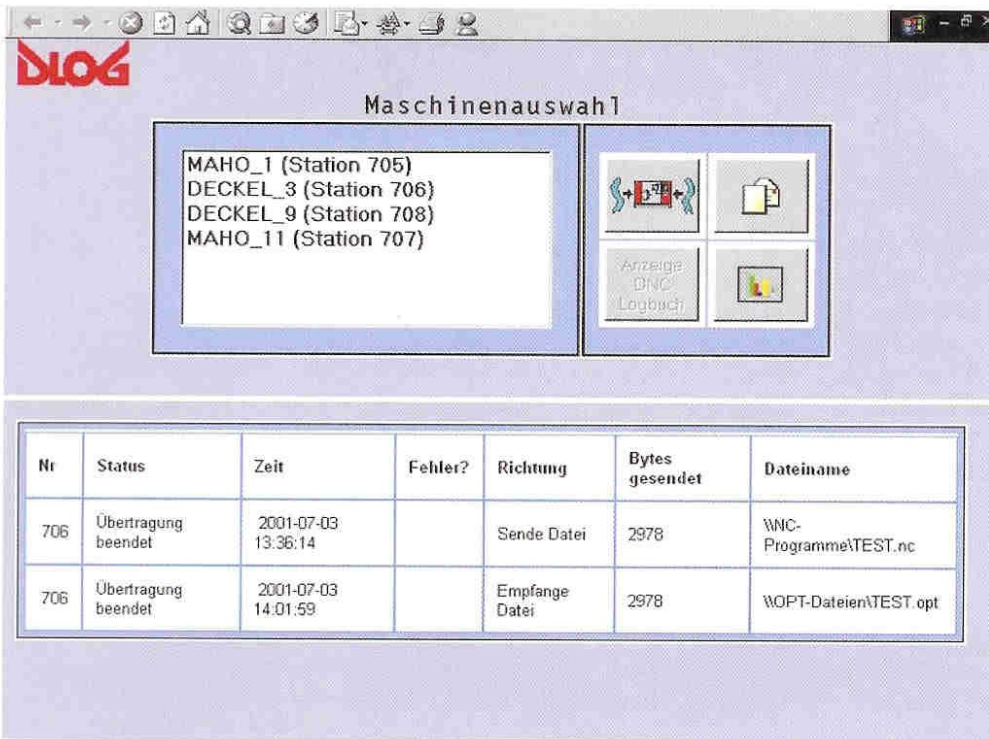 DLOG
Maschinenauswahl
MAHO_1 (Station 705)
DECKEL_3 (Station 706)
DECKEL_9 (Station 708)
MAHO_11 (Station 707)
Anzeige
DNC
Logbuch
Nr Status Zeit Fehler? Richtung Bytes gesendet Dateiname
706 Übertragung beendet 2001-07-03 13:36:14 Sende Datei 2978 \\NC-Programme\TEST.nc
706 Übertragung beendet 2001-07-03 14:01:59 Empfange Datei 2978 \\OPT-Dateien\TEST.opt